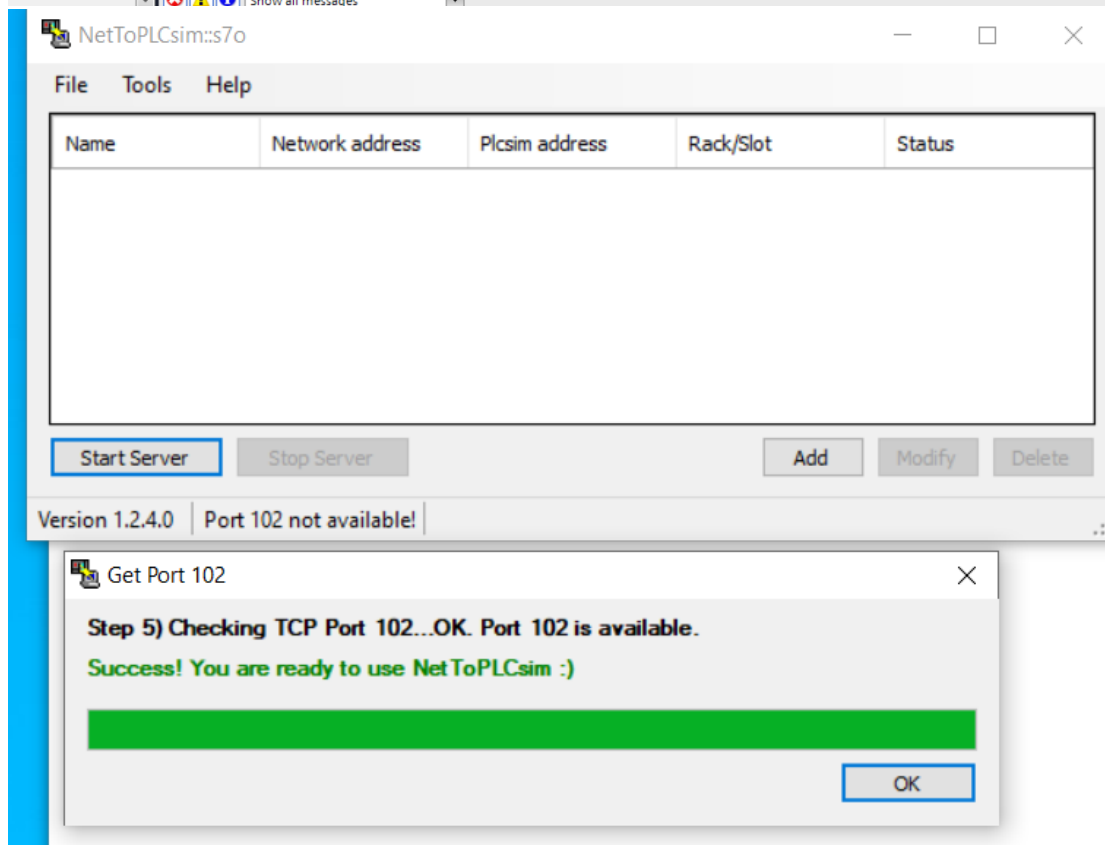 Show all messages
NetToPLCsim::s7o
File Tools Help
Name Network address Plcsim address Rack/Slot Status
Start Server Stop Server Add Modify Delete
Version 1.2.4.0 Port 102 not available!
Get Port 102
Step 5) Checking TCP Port 102...OK. Port 102 is available.
Success! You are ready to use NetToPLCsim :)
OK